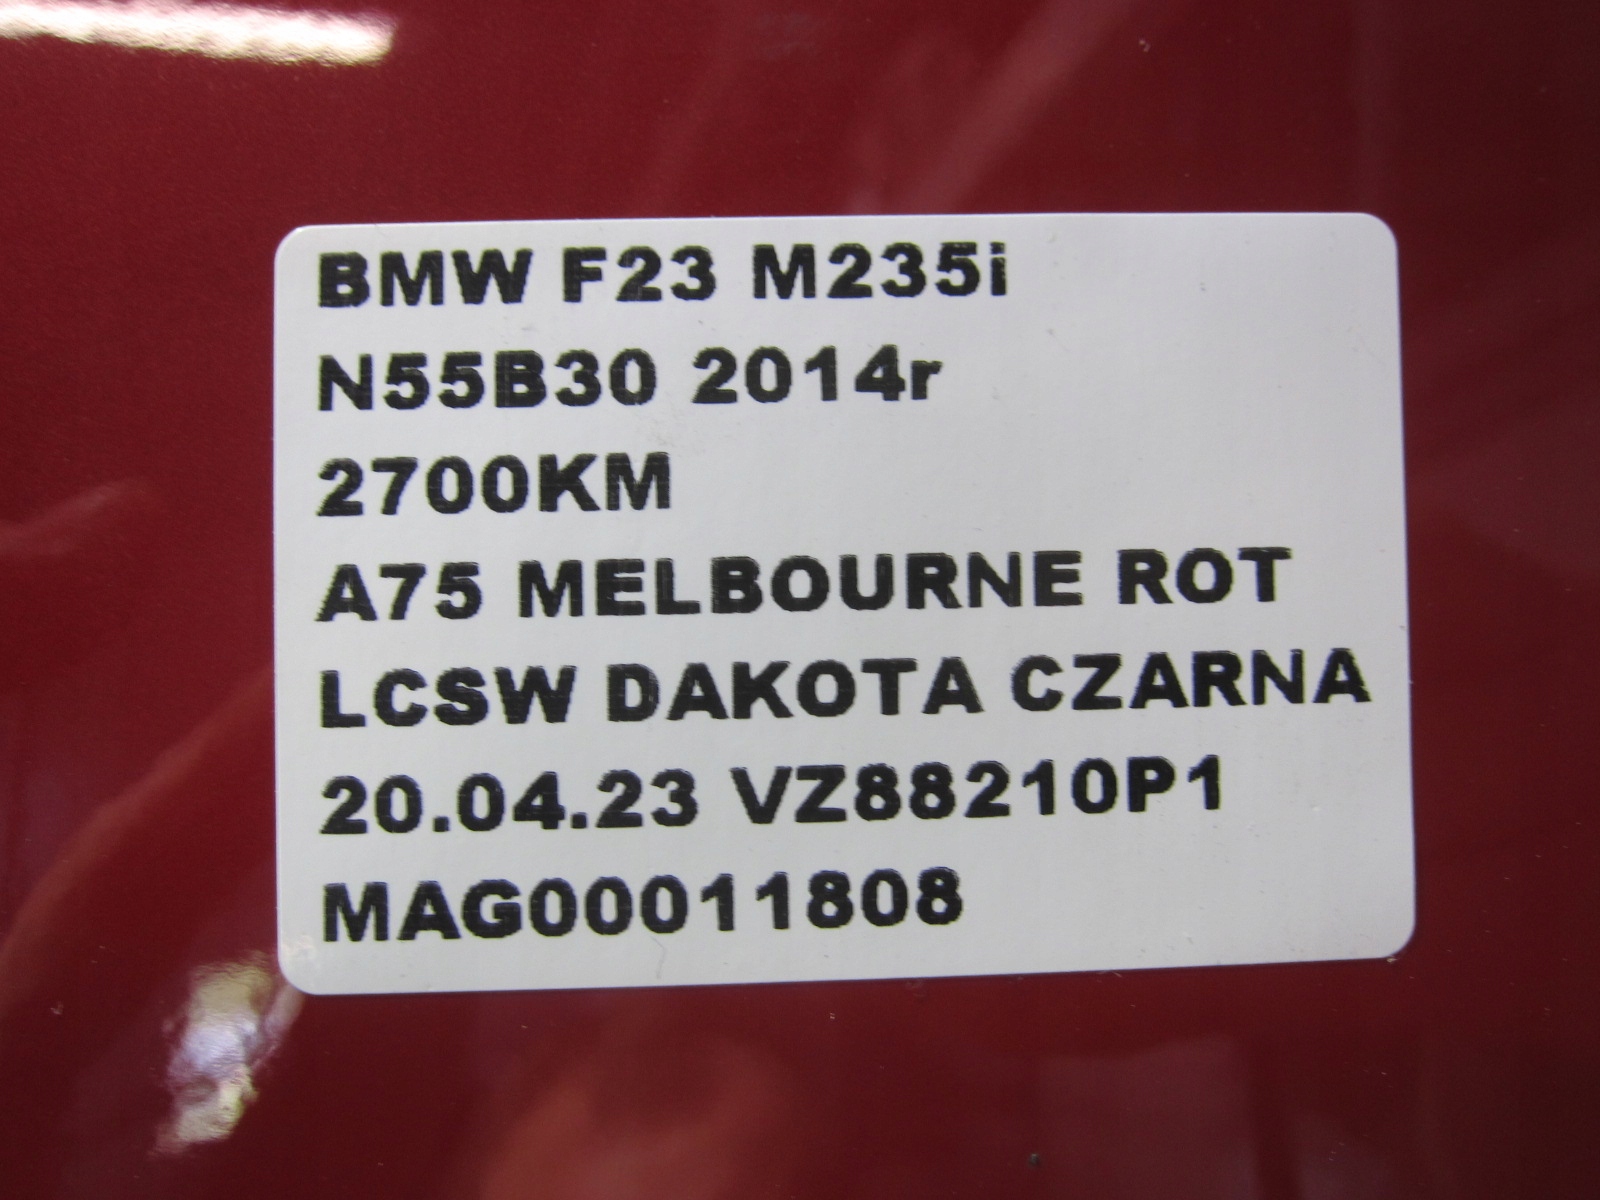 BMW F23 M235i
N55B30 2014r
2700KM
A75 MELBOURNE ROT
LCSW DAKOTA CZARNA
20.04.23 VZ88210P1
MAG00011808